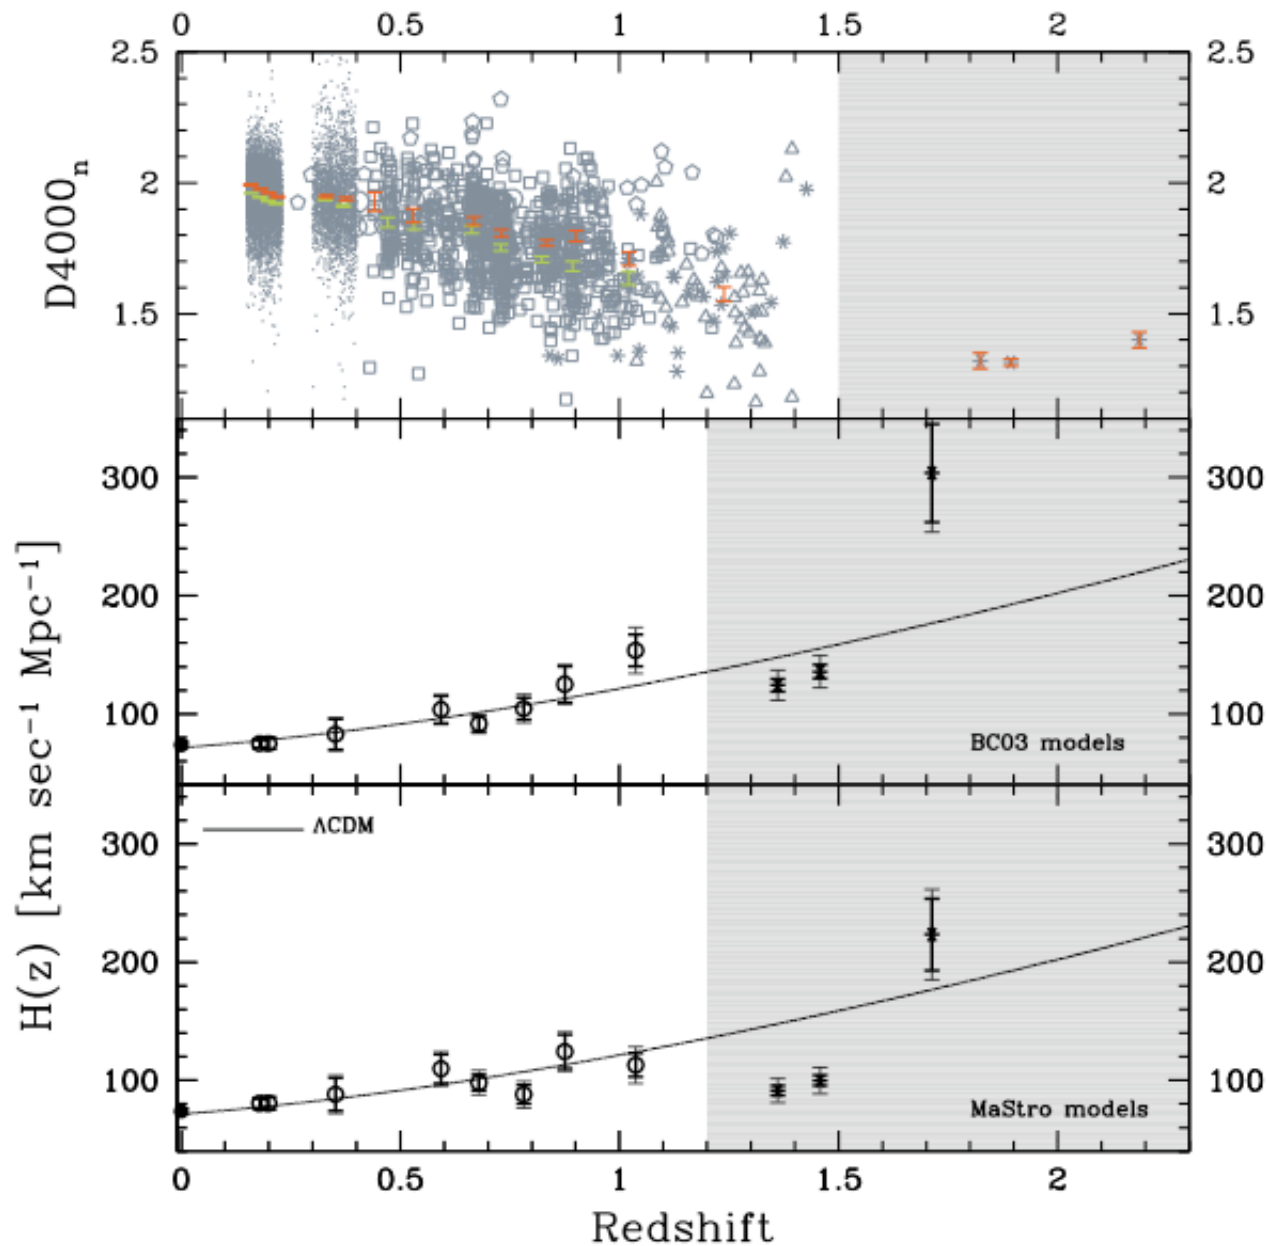 0 0.5 1 1.5 2
2.5 2.5
2 2
1.5 1.5
D4000n
300 300
200 200
100 100
BC03 models
H(z) [km sec⁻¹ Mpc⁻¹]
ΛCDM
300 300
200 200
100 100
MaStro models
0 0.5 1 1.5 2
Redshift